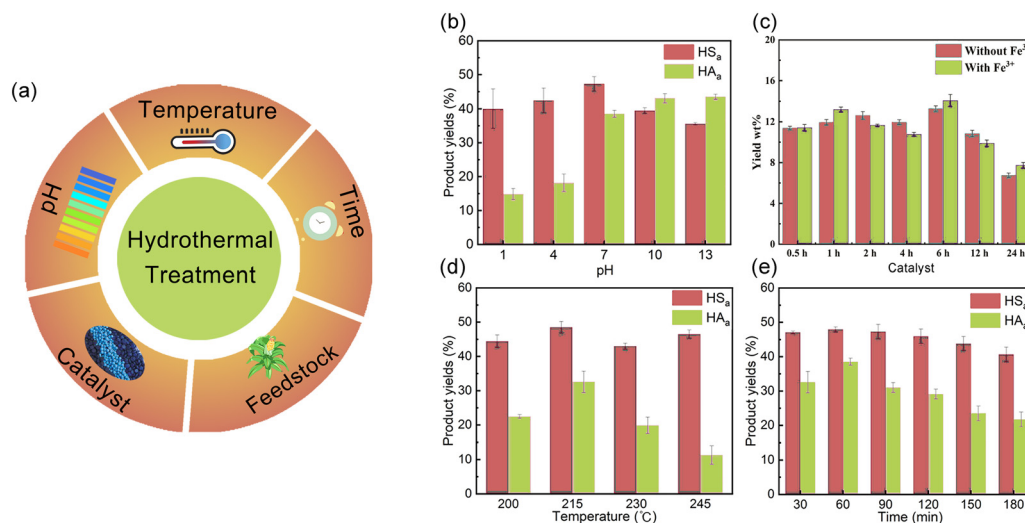 (a)
Temperature
pH
Time
Hydrothermal
Treatment
Catalyst
Feedstock
(b)
Product yields (%)
60
50
40
30
20
10
0
HSa
HAa
1 4 7 10 13
pH
(c)
Yield wt%
20
16
12
8
4
0
Without Fe3
With Fe3+
0.5 h 1 h 2 h 4 h 6 h 12 h 24 h
Catalyst
(d)
Product yields (%)
60
50
40
30
20
10
0
HSa
HAa
200 215 230 245
Temperature (℃)
(e)
Product yields (%)
60
50
40
30
20
10
0
HSa
HAa
30 60 90 120 150 180
Time (min)